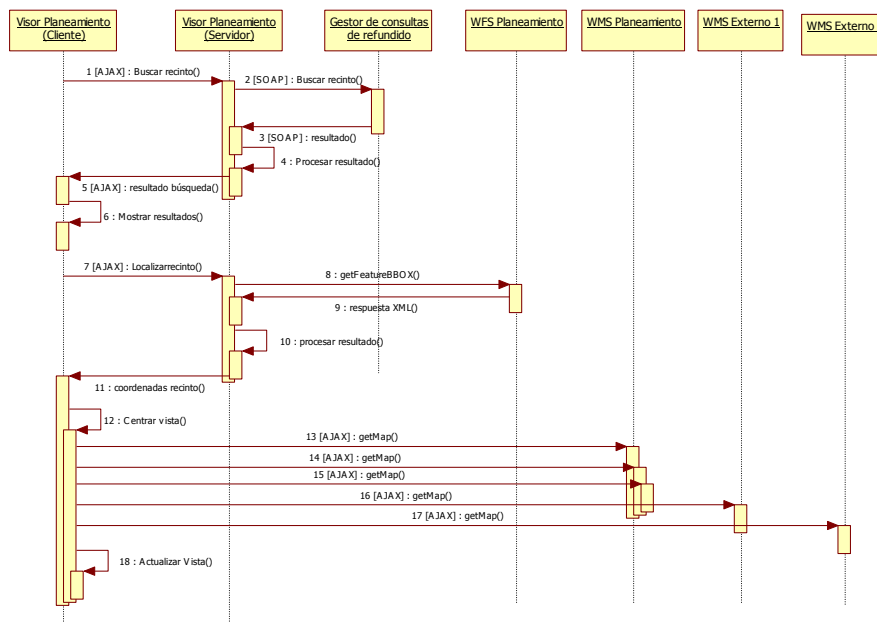 Visor Planeamiento
(Cliente)
Visor Planeamiento
(Servidor)
Gestor de consultas
de refundido
WFS Planeamiento
WMS Planeamiento
WMS Externo 1
WMS Externo
1 [AJAX] : Buscar recinto()
2 [SOAP] : Buscar recinto()
3 [SOAP] : resultado()
4 : Procesar resultado()
5 [AJAX] : resultado búsqueda()
6 : Mostrar resultados()
7 [AJAX] : Localizarrecinto()
8 : getFeatureBBOX()
9 : respuesta XML()
10 : procesar resultado()
11 : coordenadas recinto()
12 : Centrar vista()
13 [AJAX] : getMap()
14 [AJAX] : getMap()
15 [AJAX] : getMap()
16 [AJAX] : getMap()
17 [AJAX] : getMap()
18 : Actualizar Vista()